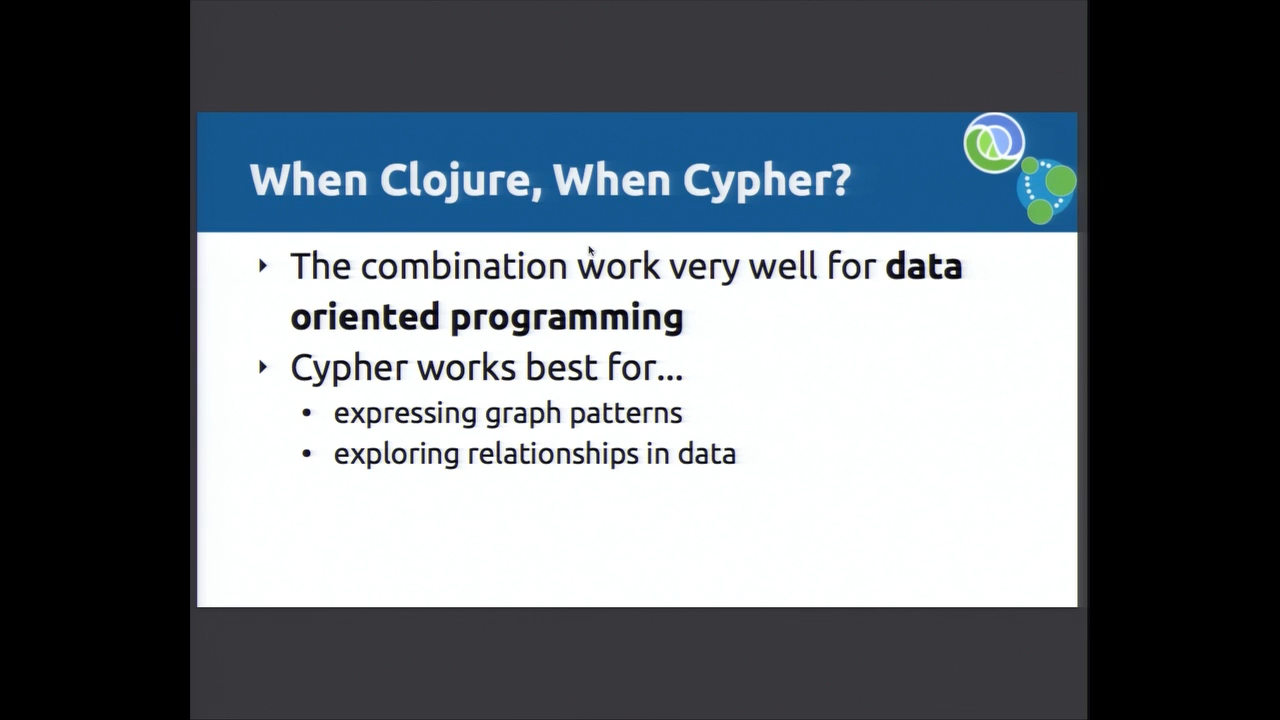 When Clojure, When Cypher?
The combination work very well for data
oriented programming
Cypher works best for...
expressing graph patterns
exploring relationships in data